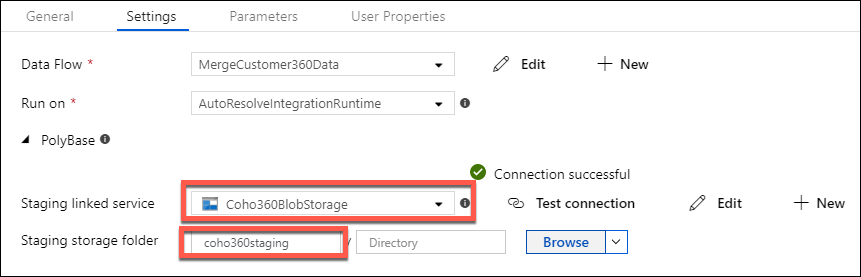 General Settings Parameters User Properties
Data Flow * MergeCustomer360Data Edit New
Run on * AutoResolveIntegrationRuntime
PolyBase
Connection successful
Staging linked service Coho360BlobStorage Test connection Edit New
Staging storage folder coho360staging / Directory Browse